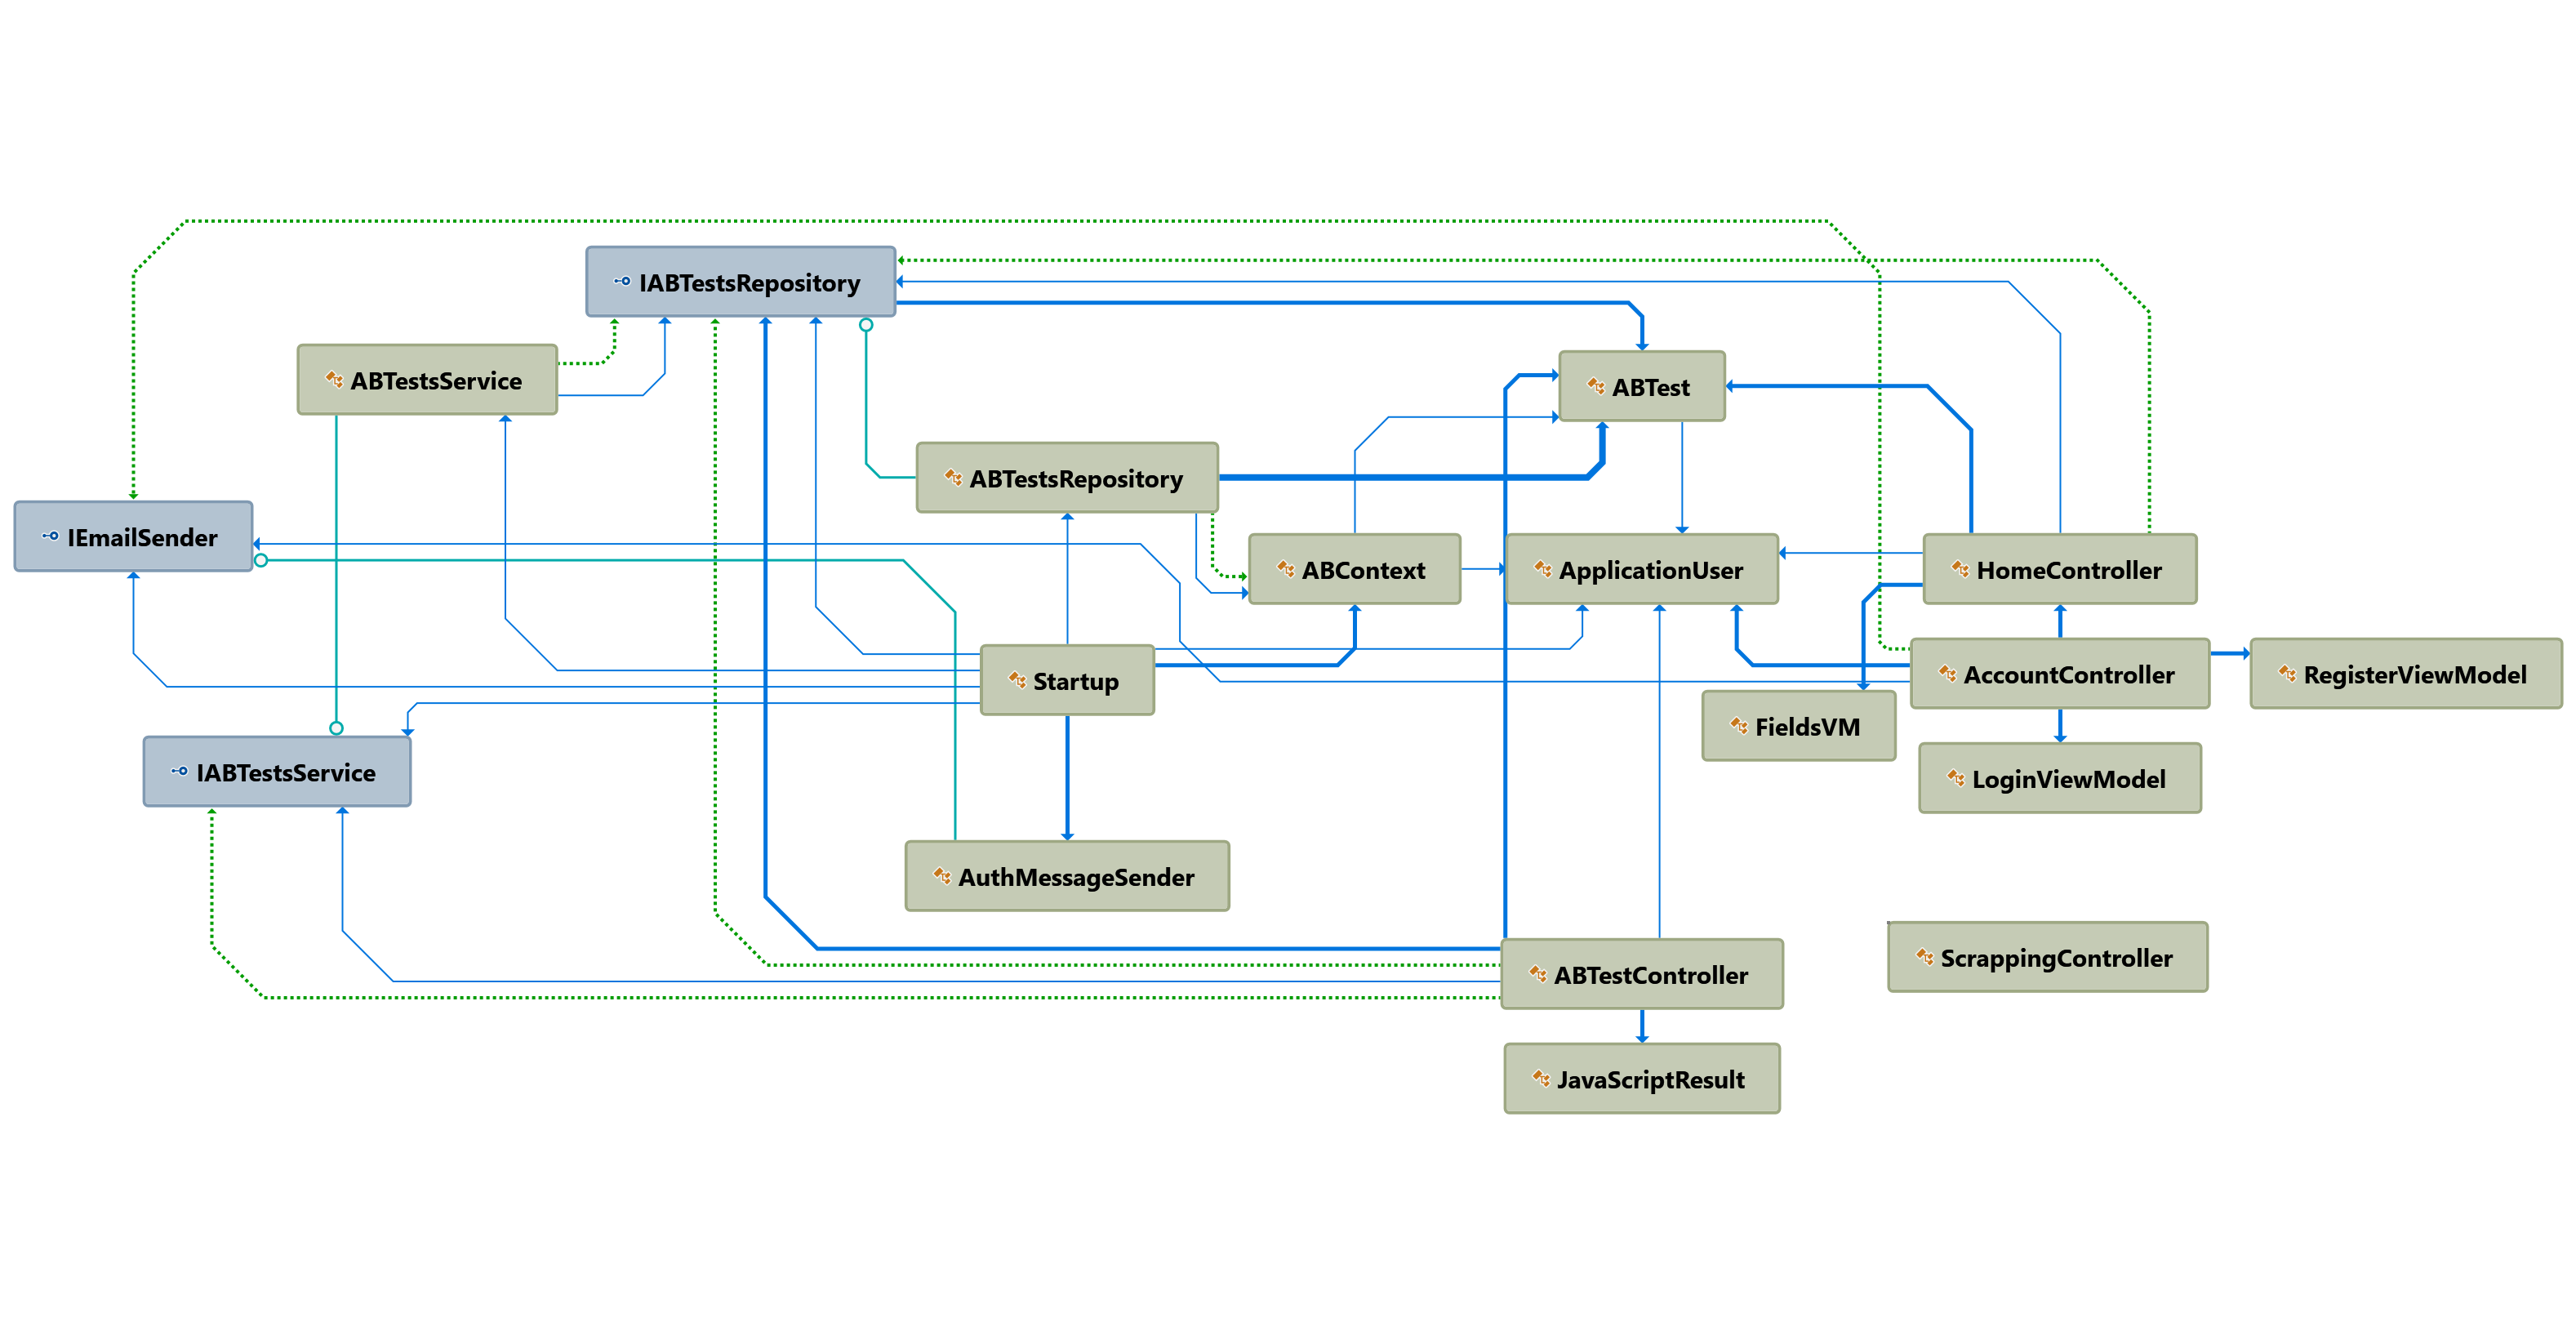 IABTestsRepository
ABTestsService
ABTest
ABTestsRepository
IEmailSender
ABContext
ApplicationUser
HomeController
Startup
AccountController
RegisterViewModel
FieldsVM
IABTestsService
LoginViewModel
AuthMessageSender
ScrappingController
ABTestController
JavaScriptResult